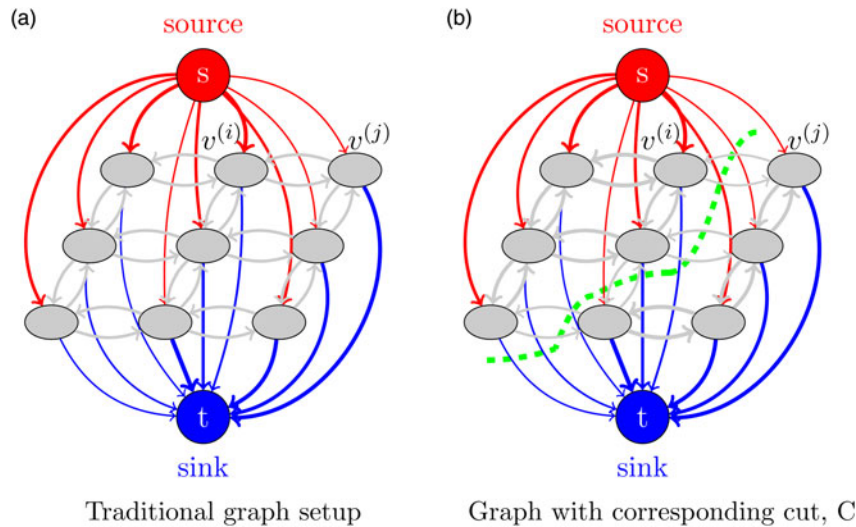 (a)
source
s
v^{(i)}
v^{(j)}
t
sink
Traditional graph setup
(b)
source
s
v^{(i)}
v^{(j)}
t
sink
Graph with corresponding cut, C